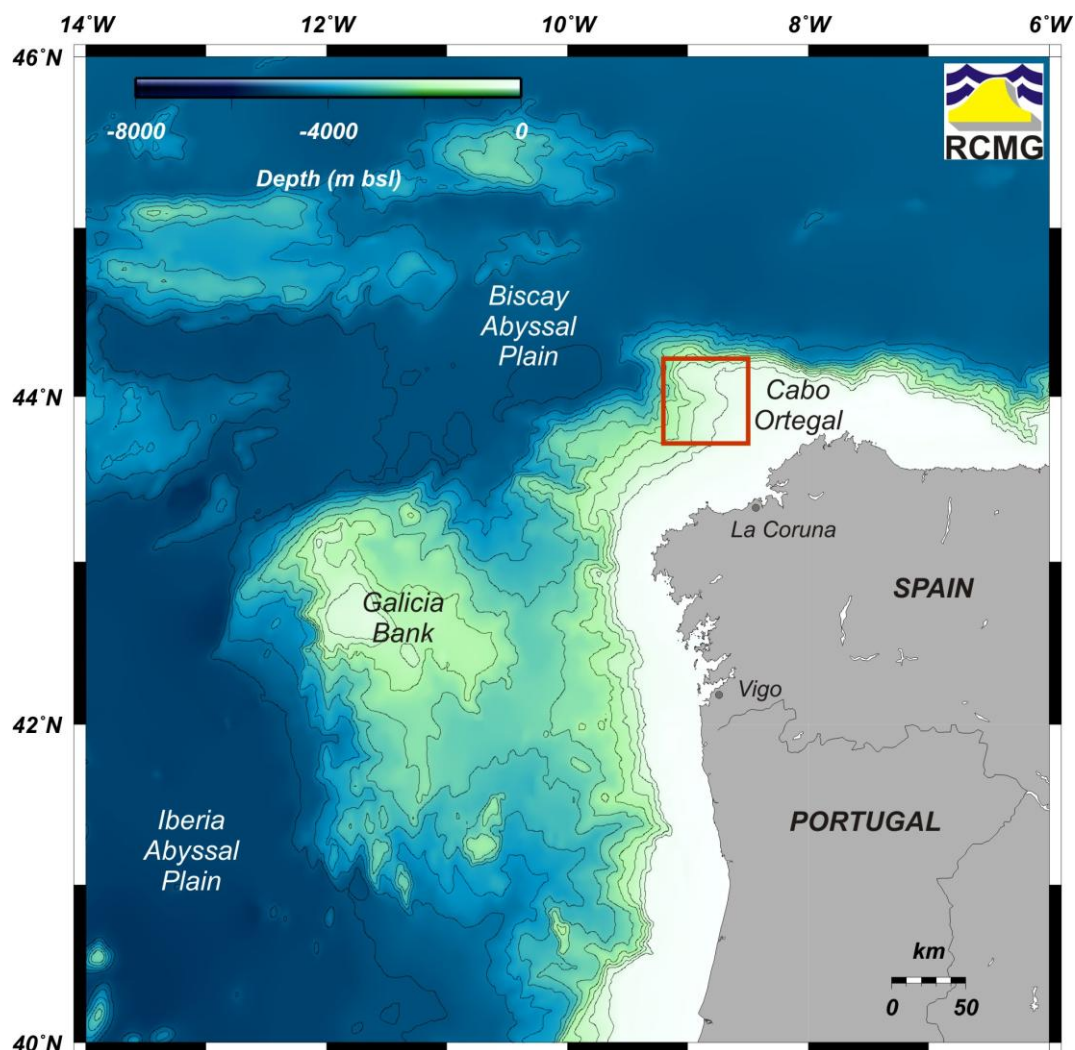 14°W 12°W 10°W 8°W 6°W
46°N
-8000 -4000 0
Depth (m bsl)
RCMG
Biscay
Abyssal
Plain
44°N
Cabo
Ortegal
La Coruna
SPAIN
Galicia
Bank
Vigo
42°N
Iberia
Abyssal
Plain
PORTUGAL
km
0 50
40°N